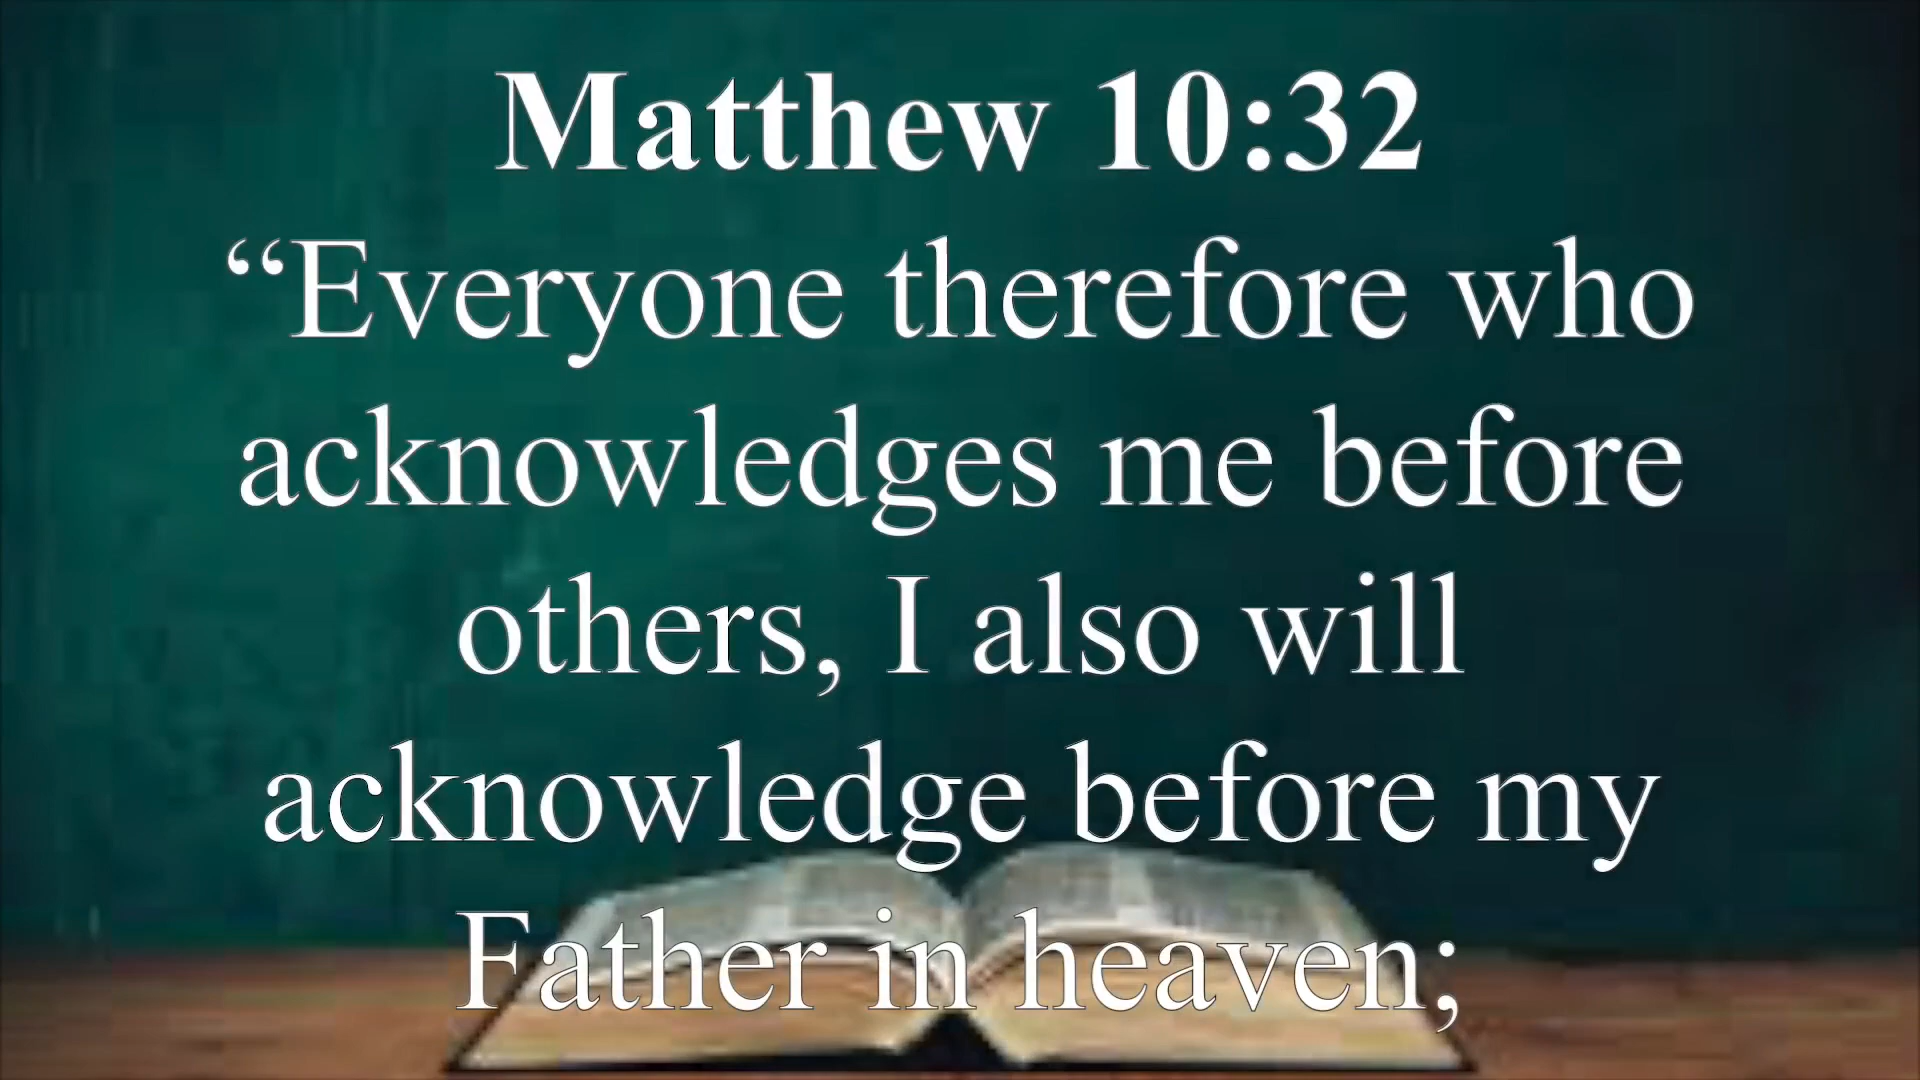 Matthew 10:32
“Everyone therefore who
acknowledges me before
others, I also will
acknowledge before my
Father in heaven;